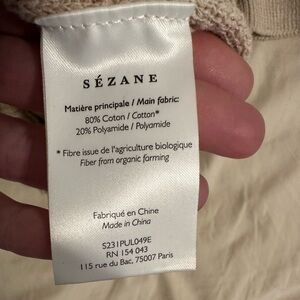 SÉZANE
Matière principale / Main fabric:
80% Coton / Cotton*
20% Polyamide / Polyamide
* Fibre issue de l'agriculture biologique
Fiber from organic farming
Fabriqué en Chine
Made in China
S231PUL049E
RN 154 043
115 rue du Bac, 75007 Paris